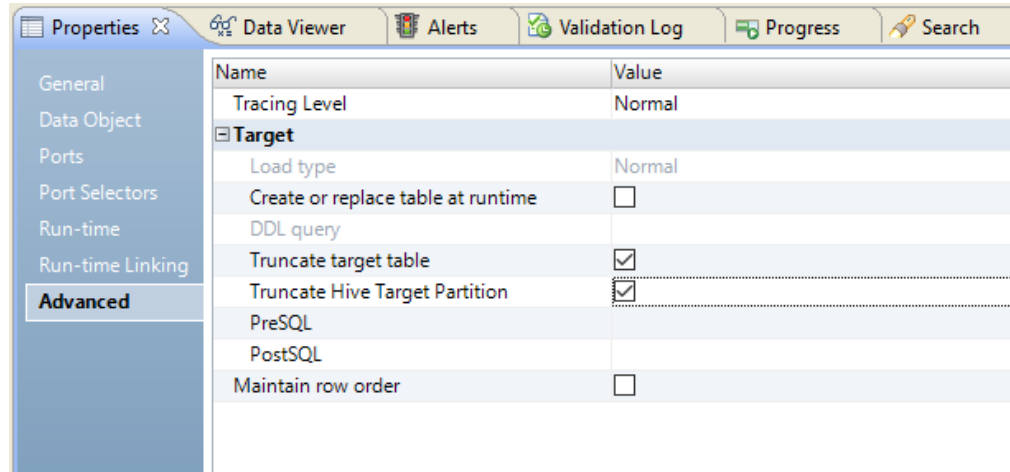 Properties Data Viewer Alerts Validation Log Progress Search
General
Data Object
Ports
Port Selectors
Run-time
Run-time Linking
Advanced
Name Value
Tracing Level Normal
Target
Load type Normal
Create or replace table at runtime
DDL query
Truncate target table
Truncate Hive Target Partition
PreSQL
PostSQL
Maintain row order